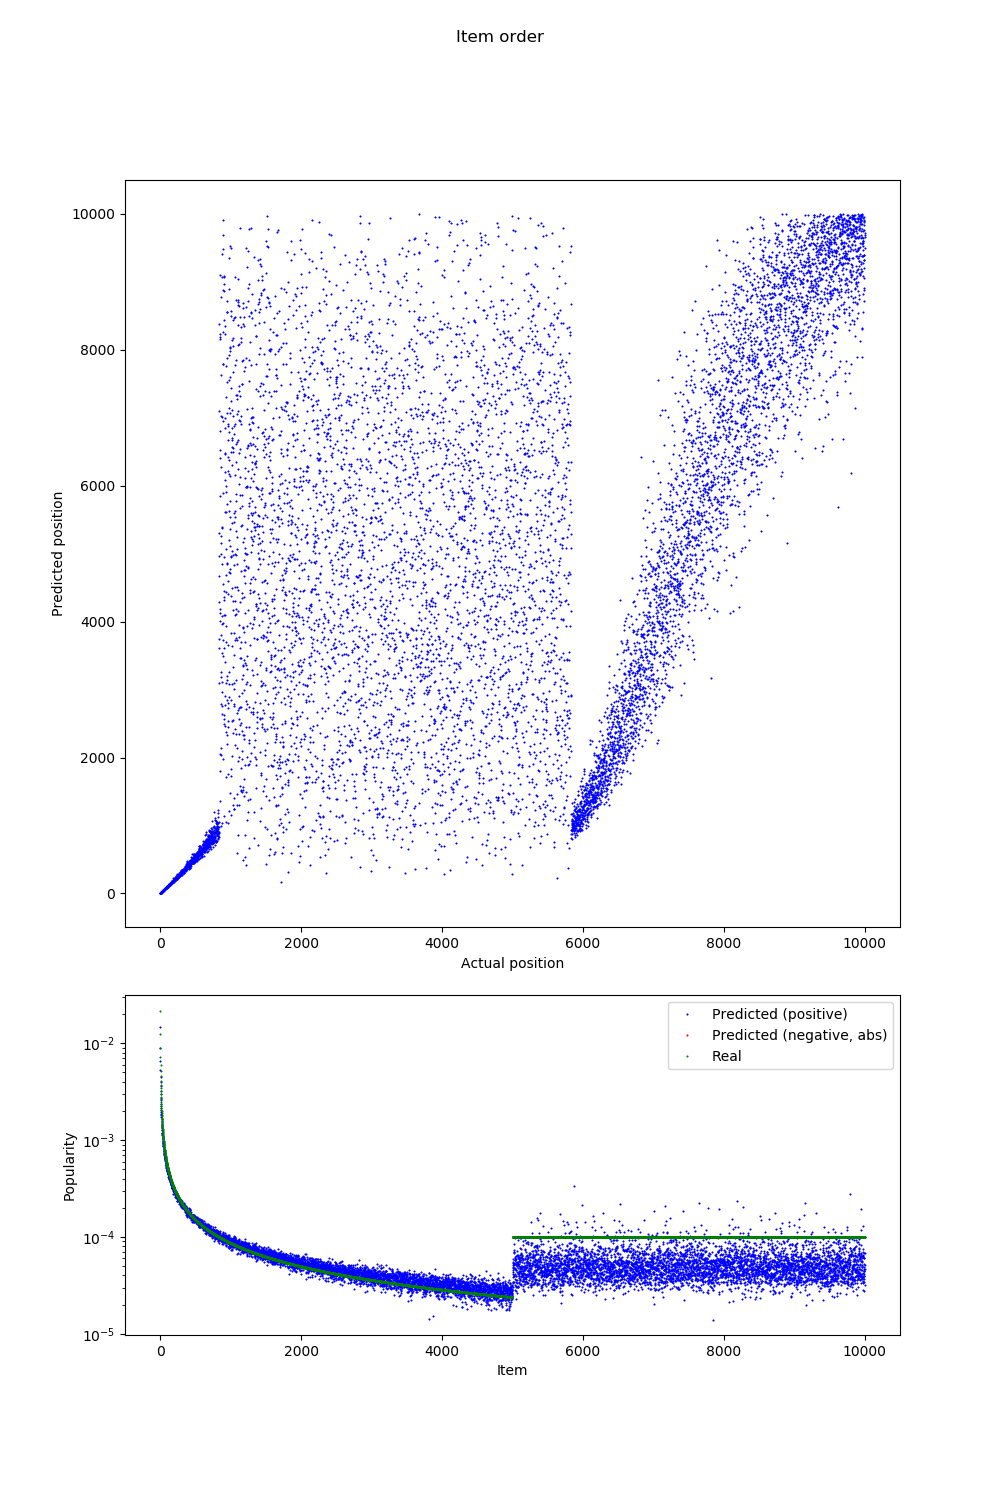 Item order
10000
8000
6000
4000
2000
0
Predicted position
0 2000 4000 6000 8000 10000
Actual position
10⁻²
10⁻³
10⁻⁴
10⁻⁵
Popularity
Predicted (positive)
Predicted (negative, abs)
Real
0 2000 4000 6000 8000 10000
Item